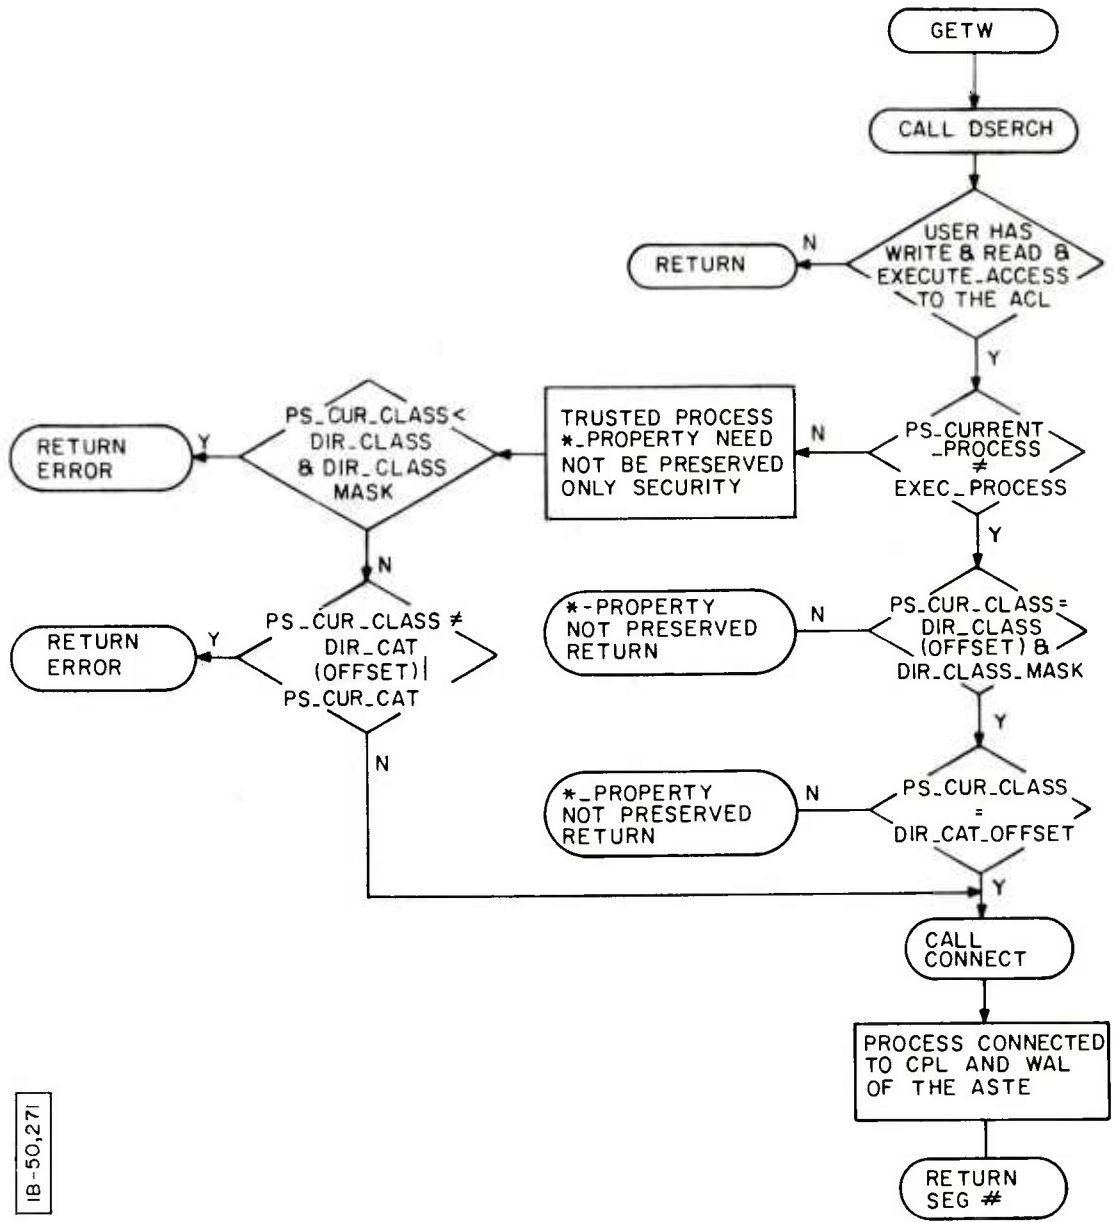 GETW
CALL DSERCH
USER HAS
WRITE & READ &
EXECUTE_ACCESS
TO THE ACL
N
RETURN
Y
PS_CURRENT
_PROCESS
≠
EXEC_PROCESS
N
TRUSTED PROCESS
*_PROPERTY NEED
NOT BE PRESERVED
ONLY SECURITY
PS_CUR_CLASS <
DIR_CLASS
& DIR_CLASS
MASK
Y
RETURN
ERROR
N
Y
PS_CUR_CLASS =
DIR_CLASS
(OFFSET) &
DIR_CLASS_MASK
N
*-PROPERTY
NOT PRESERVED
RETURN
PS_CUR_CLASS ≠
DIR_CAT
(OFFSET)|
PS_CUR_CAT
Y
RETURN
ERROR
N
Y
PS_CUR_CLASS
=
DIR_CAT_OFFSET
N
*_PROPERTY
NOT PRESERVED
RETURN
Y
CALL
CONNECT
PROCESS CONNECTED
TO CPL AND WAL
OF THE ASTE
RETURN
SEG #
IB-50,271